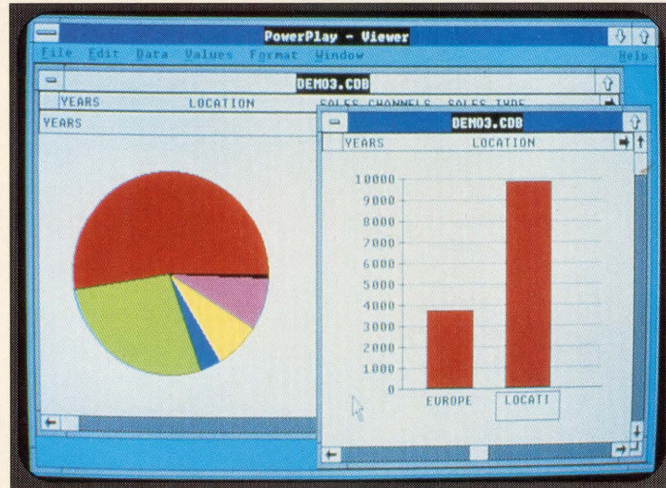 PowerPlay - Viewer
File Edit Data Values Format Window Help
DEMO3.CDB
YEARS LOCATION SALES CHANNELS SALES TYPE
YEARS
DEMO3.CDB
YEARS LOCATION
10000
9000
8000
7000
6000
5000
4000
3000
2000
1000
0
EUROPE LOCATI